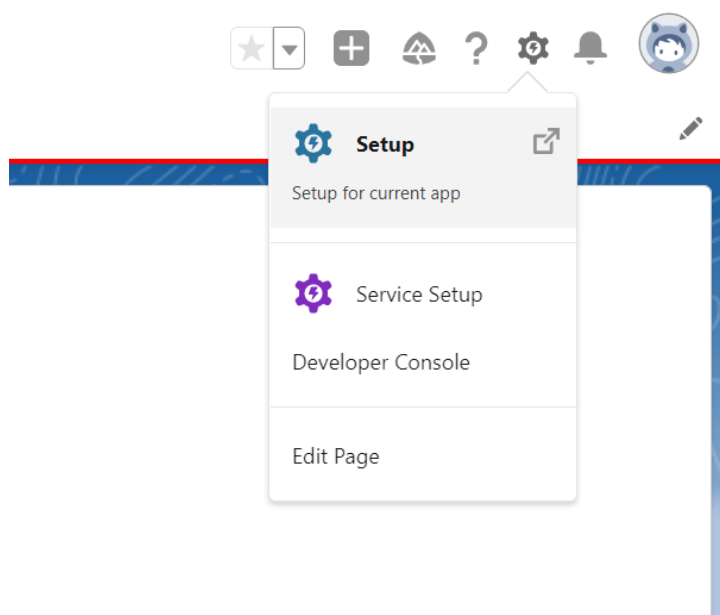 Setup
Setup for current app
Service Setup
Developer Console
Edit Page